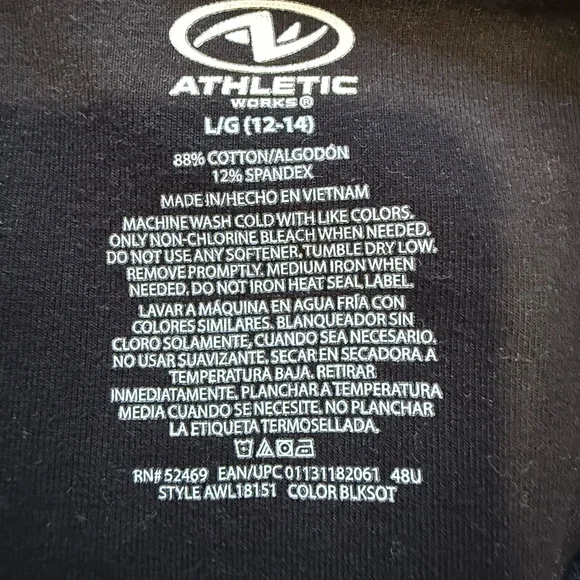 ATHLETIC
WORKS®
L/G (12-14)
88% COTTON/ALGODÓN
12% SPANDEX
MADE IN/HECHO EN VIETNAM
MACHINE WASH COLD WITH LIKE COLORS.
ONLY NON-CHLORINE BLEACH WHEN NEEDED.
DO NOT USE ANY SOFTENER. TUMBLE DRY LOW.
REMOVE PROMPTLY. MEDIUM IRON WHEN
NEEDED. DO NOT IRON HEAT SEAL LABEL.
LAVAR A MÁQUINA EN AGUA FRÍA CON
COLORES SIMILARES. BLANQUEADOR SIN
CLORO SOLAMENTE, CUANDO SEA NECESARIO.
NO USAR SUAVIZANTE. SECAR EN SECADORA A
TEMPERATURA BAJA. RETIRAR
INMEDIATAMENTE. PLANCHAR A TEMPERATURA
MEDIA CUANDO SE NECESITE. NO PLANCHAR
LA ETIQUETA TERMOSELLADA.
RN# 52469 EAN/UPC 01131182061 48U
STYLE AWL18151 COLOR BLKSOT